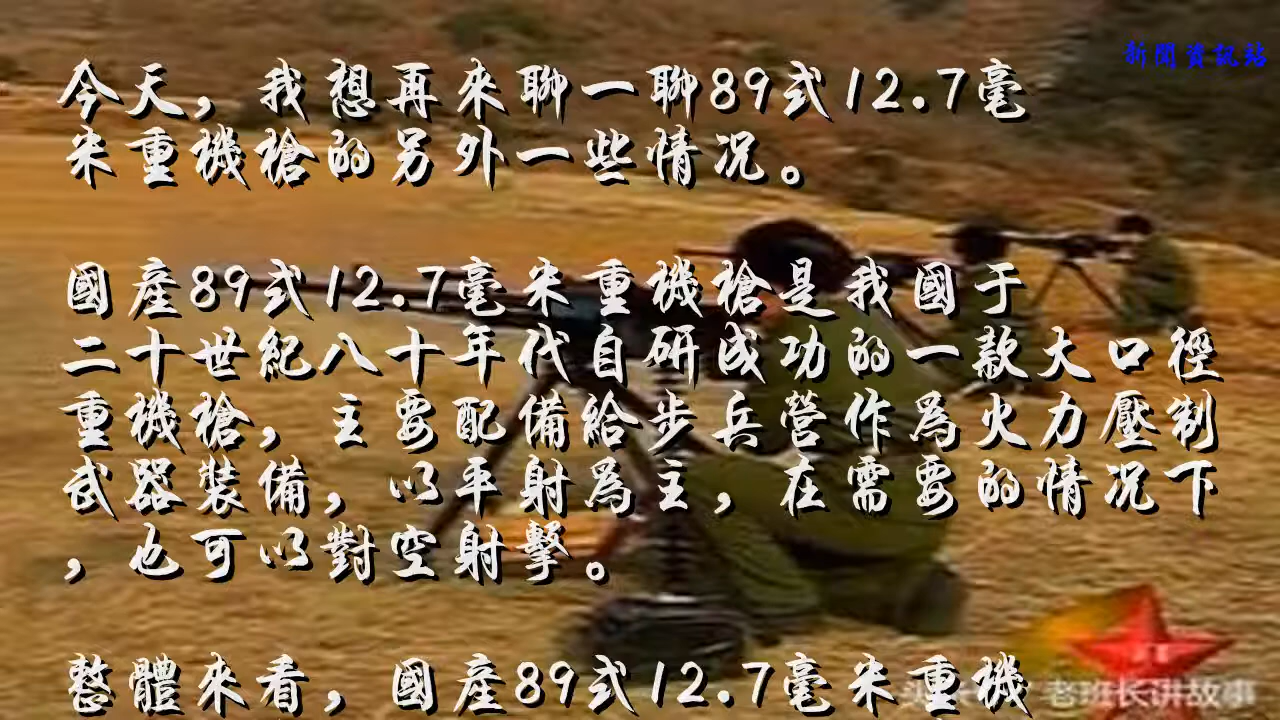 新聞資訊站
今天，我想再來聊一聊89式12.7毫
米重機槍的另外一些情况。
國産89式12.7毫米重機槍是我國于
二十世紀八十年代自研成功的一款大口徑
重機槍，主要配備給步兵營作爲火力壓制
武器裝備，以平射爲主，在需要的情况下
，也可以對空射擊。
整體來看，國産89式12.7毫米重機
老班长讲故事